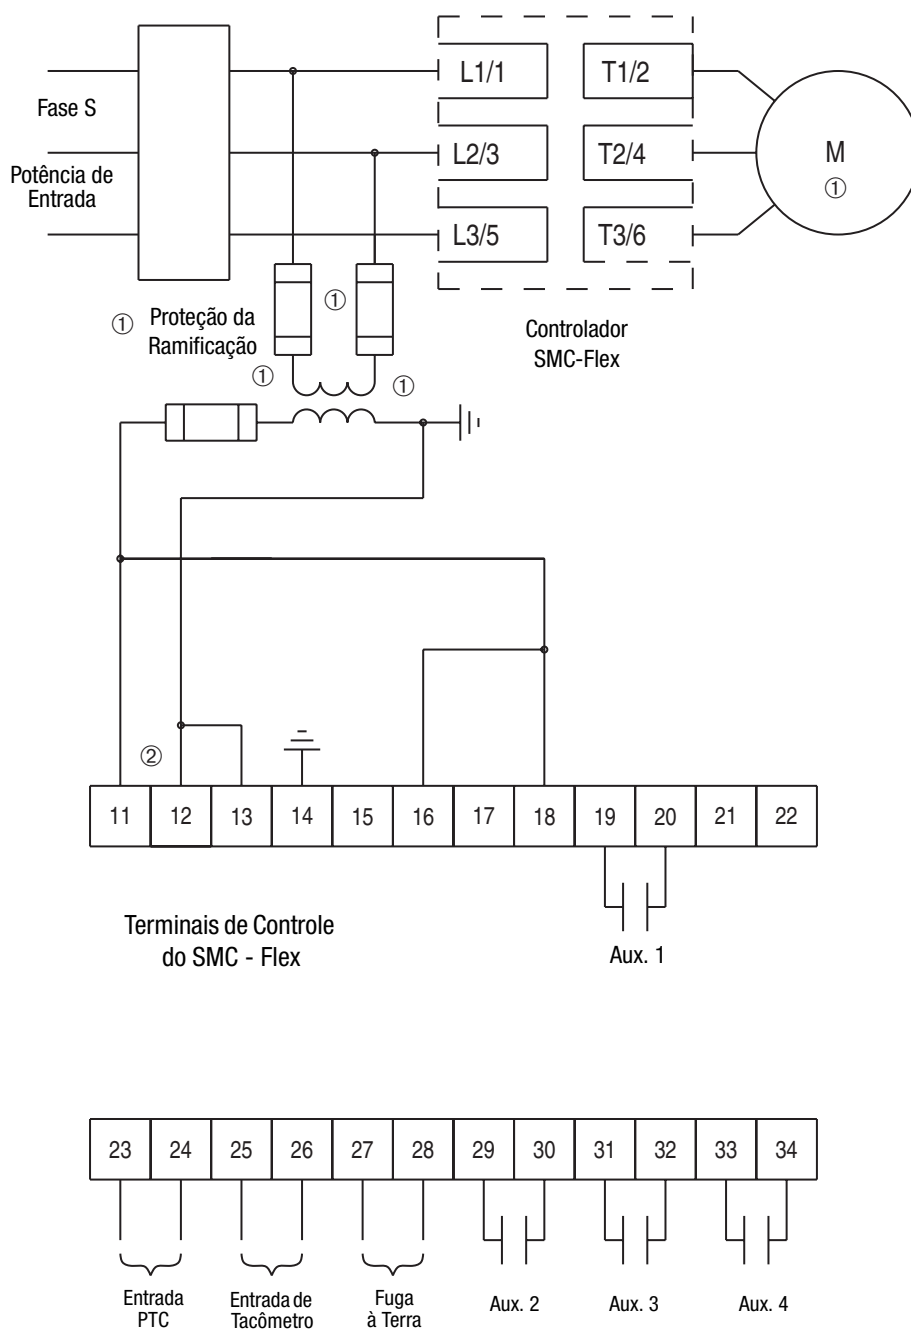 L1/1
T1/2
Fase S
L2/3
T2/4
M
①
Potência de
Entrada
L3/5
T3/6
①
① Proteção da
Ramificação
Controlador
SMC-Flex
①
①
②
11 12 13 14 15 16 17 18 19 20 21 22
Terminais de Controle
do SMC - Flex
Aux. 1
23 24 25 26 27 28 29 30 31 32 33 34
Entrada
PTC
Entrada de
Tacômetro
Fuga
à Terra
Aux. 2
Aux. 3
Aux. 4